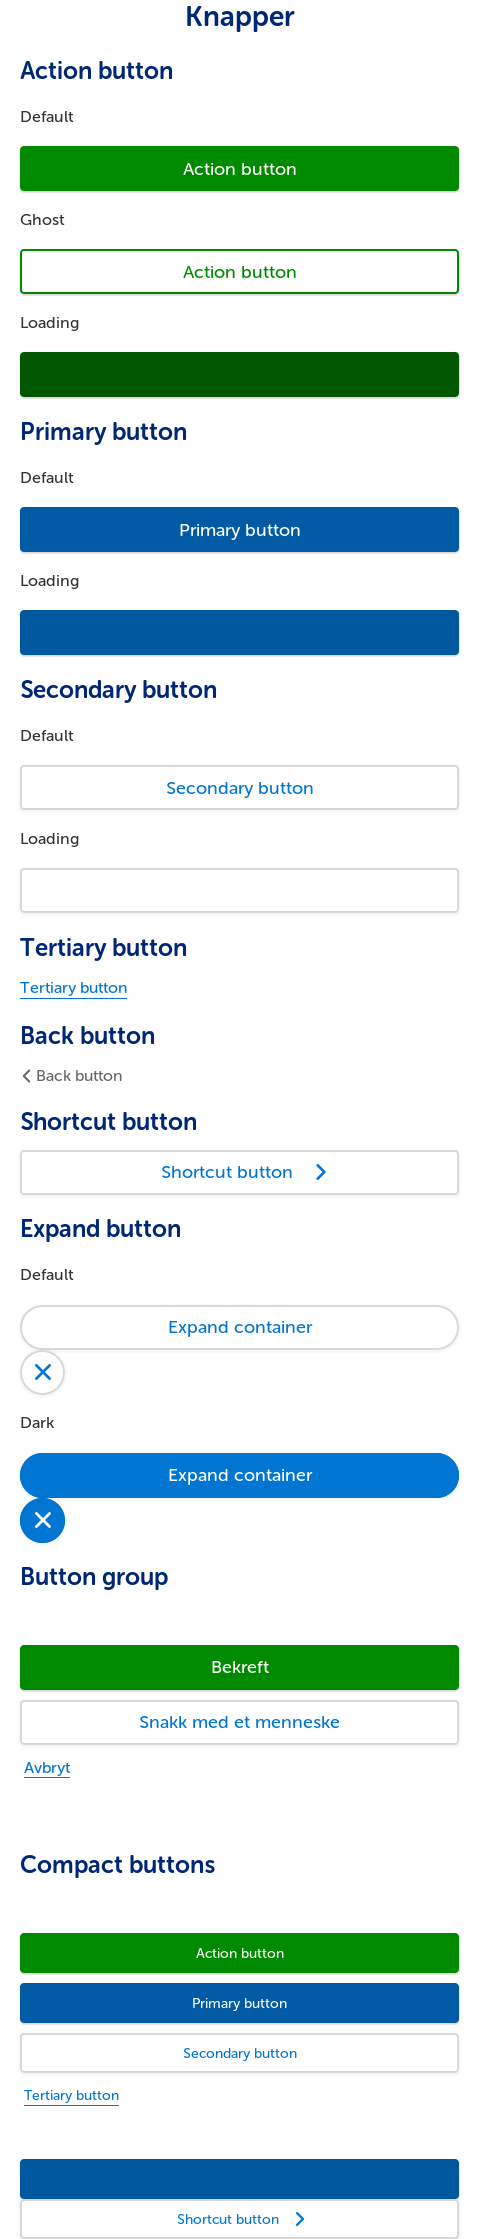 Knapper
Action button
Default
Action button
Ghost
Action button
Loading
Primary button
Default
Primary button
Loading
Secondary button
Default
Secondary button
Loading
Tertiary button
Tertiary button
Back button
Back button
Shortcut button
Shortcut button
Expand button
Default
Expand container
Dark
Expand container
Button group
Bekreft
Snakk med et menneske
Avbryt
Compact buttons
Action button
Primary button
Secondary button
Tertiary button
Shortcut button